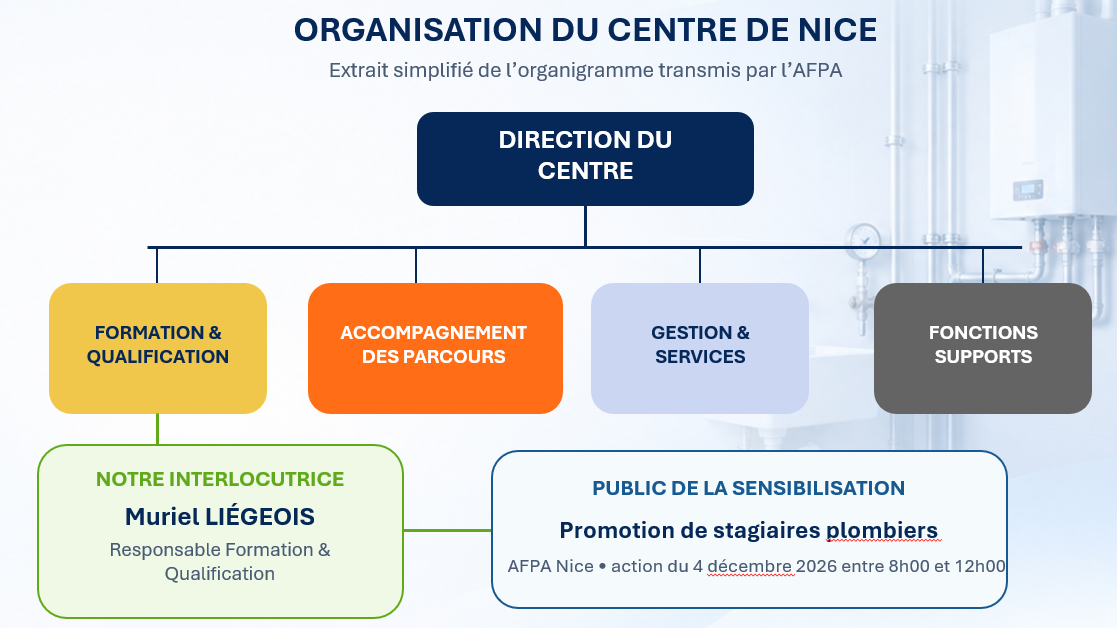 ORGANISATION DU CENTRE DE NICE
Extrait simplifié de l’organigramme transmis par l’AFPA
DIRECTION DU
CENTRE
FORMATION &
QUALIFICATION
ACCOMPAGNEMENT
DES PARCOURS
GESTION &
SERVICES
FONCTIONS
SUPPORTS
NOTRE INTERLOCUTRICE
Muriel LIÉGEOIS
Responsable Formation &
Qualification
PUBLIC DE LA SENSIBILISATION
Promotion de stagiaires plombiers
AFPA Nice • action du 4 décembre 2026 entre 8h00 et 12h00